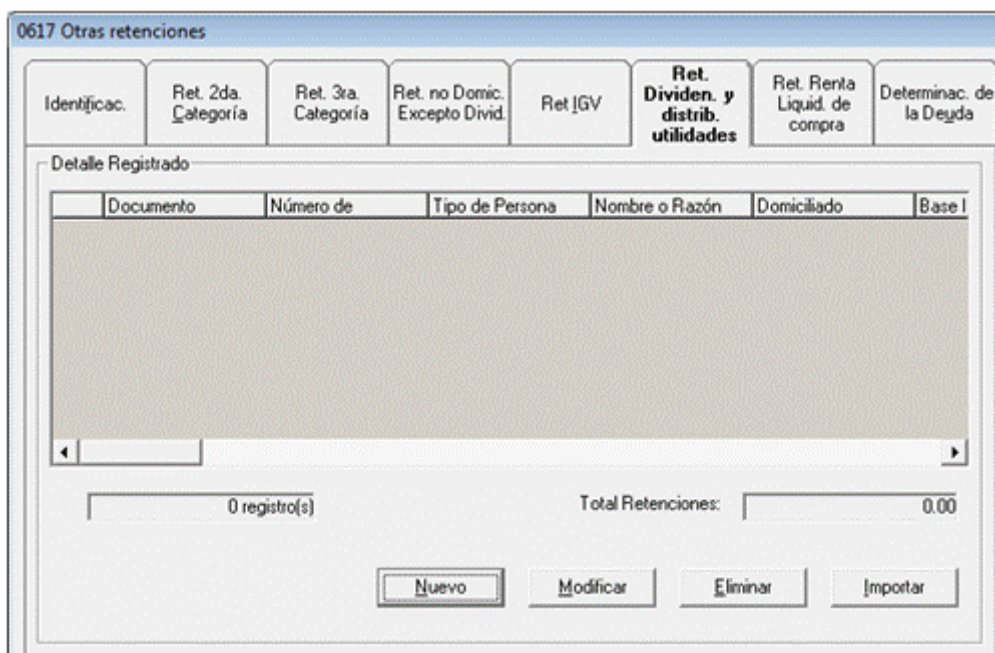 0617 Otras retenciones
Identificac.
Ret. 2da.
Categoría
Ret. 3ra.
Categoría
Ret. no Domic.
Excepto Divid.
Ret IGV
Ret.
Dividen. y
distrib.
utilidades
Ret. Renta
Liquid. de
compra
Determinac. de
la Deuda
Detalle Registrado
Documento Número de Tipo de Persona Nombre o Razón Domiciliado Base I
0 registro(s) Total Retenciones: 0.00
Nuevo Modificar Eliminar Importar